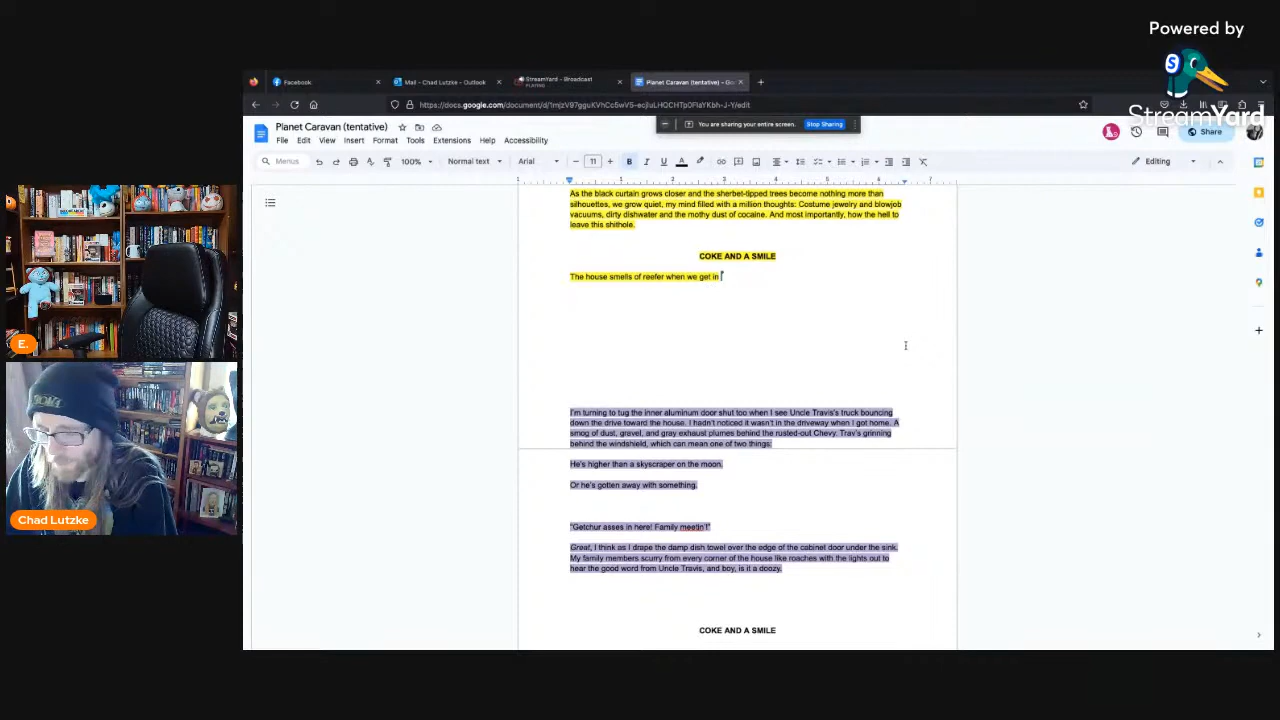 Powered by
S
StreamYard
Facebook
Mail - Chad Lutzke - Outlook
StreamYard - Broadcast
PLAYING
Planet Caravan (tentative) - Go
https://docs.google.com/document/d/
Planet Caravan (tentative)
You are sharing your entire screen.
Stop Sharing
Share
File Edit View Insert Format Tools Extensions Help Accessibility
Menus
100%
Normal text
Arial
11
B I U A
Editing
1 1 2 3 4 5 6 7
As the black curtain grows closer and the sherbet-tipped trees become nothing more than
silhouettes, we grow quiet, my mind filled with a million thoughts: Costume jewelry and blowjob
vacuums, dirty dishwater and the mothy dust of cocaine. And most importantly, how the hell to
leave this shithole.
COKE AND A SMILE
The house smells of reefer when we get in
I'm turning to tug the inner aluminum door shut too when I see Uncle Travis's truck bouncing
down the drive toward the house. I hadn't noticed it wasn't in the driveway when I got home. A
smog of dust, gravel, and gray exhaust plumes behind the rusted-out Chevy. Trav's grinning
behind the windshield, which can mean one of two things:
He's higher than a skyscraper on the moon.
Or he's gotten away with something.
"Getchur asses in here! Family meetin'!"
Great, I think as I drape the damp dish towel over the edge of the cabinet door under the sink.
My family members scurry from every corner of the house like roaches with the lights out to
hear the good word from Uncle Travis, and boy, is it a doozy.
COKE AND A SMILE
E.
Chad Lutzke